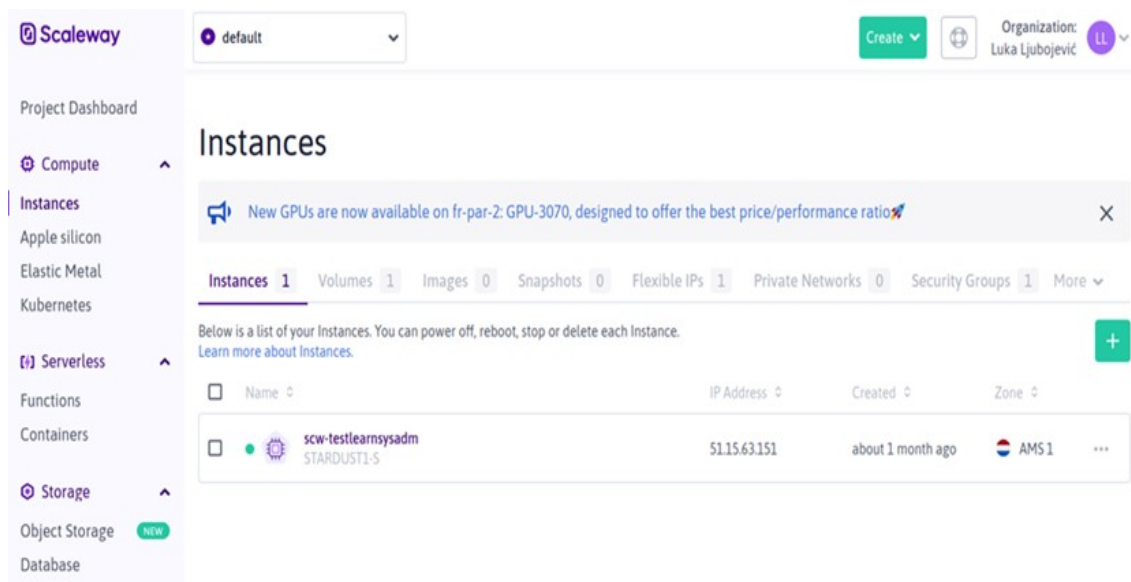 Scaleway
default
Create
Organization:
Luka Ljubojević
LL
Project Dashboard
Compute
Instances
Apple silicon
Elastic Metal
Kubernetes
Serverless
Functions
Containers
Storage
Object Storage NEW
Database
Instances
New GPUs are now available on fr-par-2: GPU-3070, designed to offer the best price/performance ratio🚀
Instances 1 Volumes 1 Images 0 Snapshots 0 Flexible IPs 1 Private Networks 0 Security Groups 1 More
Below is a list of your Instances. You can power off, reboot, stop or delete each Instance.
Learn more about Instances.
+
Name IP Address Created Zone
scw-testlearnsysadm 51.15.63.151 about 1 month ago AMS 1 ...
STARDUST1-S